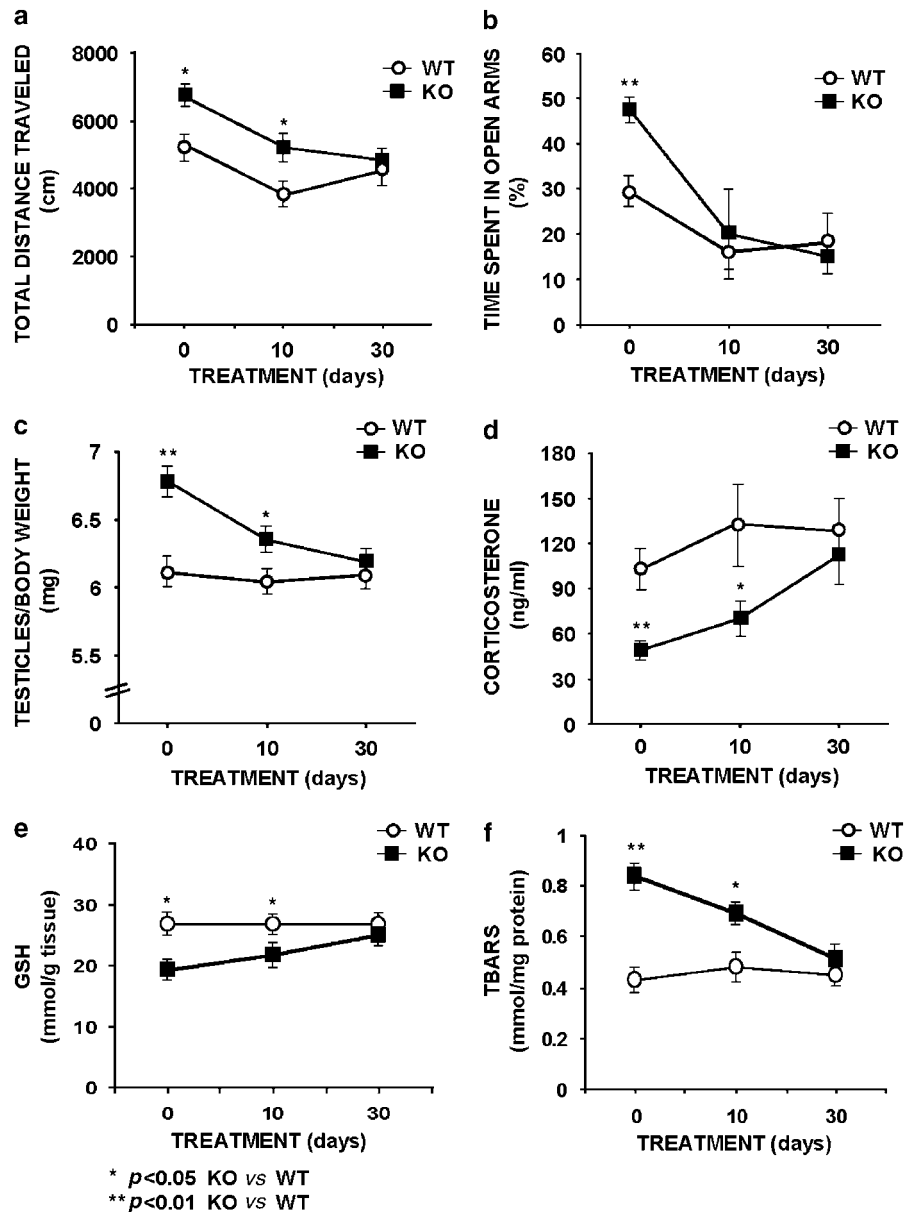 a
WT
KO
TOTAL DISTANCE TRAVELED
(cm)
8000
6000
4000
2000
0
*
*
0 10 30
TREATMENT (days)
b
WT
KO
TIME SPENT IN OPEN ARMS
(%)
60
50
40
30
20
10
0
**
0 10 30
TREATMENT (days)
c
WT
KO
TESTICLES/BODY WEIGHT
(mg)
7
6.5
6
5.5
0
**
*
0 10 30
TREATMENT (days)
d
WT
KO
CORTICOSTERONE
(ng/ml)
180
150
120
90
60
30
0
**
*
0 10 30
TREATMENT (days)
e
WT
KO
GSH
(mmol/g tissue)
40
30
20
10
0
*
*
0 10 30
TREATMENT (days)
f
WT
KO
TBARS
(mmol/mg protein)
1
0.8
0.6
0.4
0.2
0
**
*
0 10 30
TREATMENT (days)
* p<0.05 KO vs WT
** p<0.01 KO vs WT